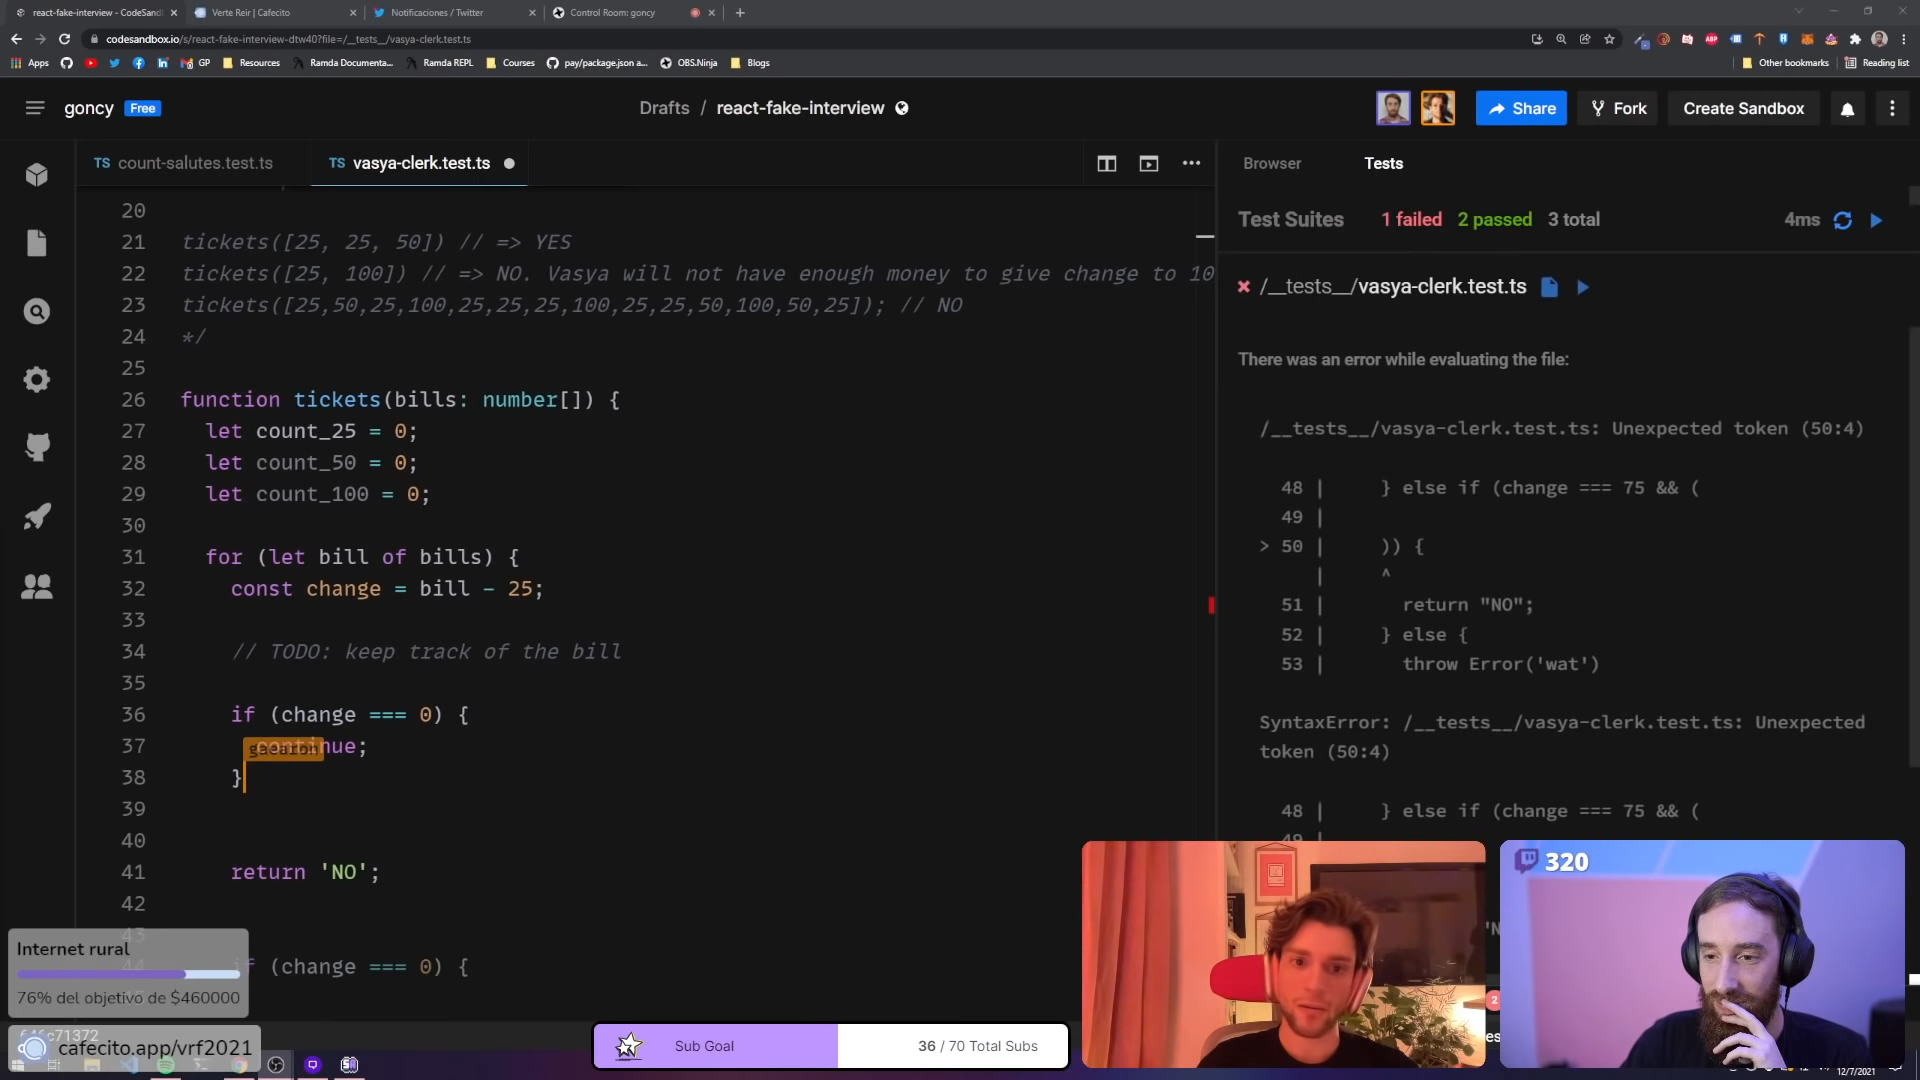 react-fake-interview - CodeSand
Verte Reir | Cafecito
Notificaciones / Twitter
Control Room: goncy
codesandbox.io/s/react-fake-interview-dtw40?file=/__tests__/vasya-clerk.test.ts
Apps
GP
Resources
Ramda Documenta...
Ramda REPL
Courses
pay/package.json a...
OBS.Ninja
Blogs
Other bookmarks
Reading list
goncy Free
Drafts / react-fake-interview
Share
Fork
Create Sandbox
TS count-salutes.test.ts
TS vasya-clerk.test.ts
Browser
Tests
Test Suites 1 failed 2 passed 3 total 4ms
20
21 tickets([25, 25, 50]) // => YES
22 tickets([25, 100]) // => NO. Vasya will not have enough money to give change to 10
23 tickets([25,50,25,100,25,25,25,100,25,25,50,100,50,25]); // NO
24 */
25
26 function tickets(bills: number[]) {
27 let count_25 = 0;
28 let count_50 = 0;
29 let count_100 = 0;
30
31 for (let bill of bills) {
32 const change = bill - 25;
33
34 // TODO: keep track of the bill
35
36 if (change === 0) {
37 continue;
gaearon
38 }
39
40
41 return 'NO';
42
43
44 if (change === 0) {
/__tests__/vasya-clerk.test.ts
There was an error while evaluating the file:
/__tests__/vasya-clerk.test.ts: Unexpected token (50:4)
48 | } else if (change === 75 && (
49 |
> 50 | )) {
| ^
51 | return "NO";
52 | } else {
53 | throw Error('wat')
SyntaxError: /__tests__/vasya-clerk.test.ts: Unexpected
token (50:4)
48 | } else if (change === 75 && (
49 |
320
Internet rural
76% del objetivo de $460000
646c71372
cafecito.app/vrf2021
Sub Goal
36 / 70 Total Subs
2
12/7/2021